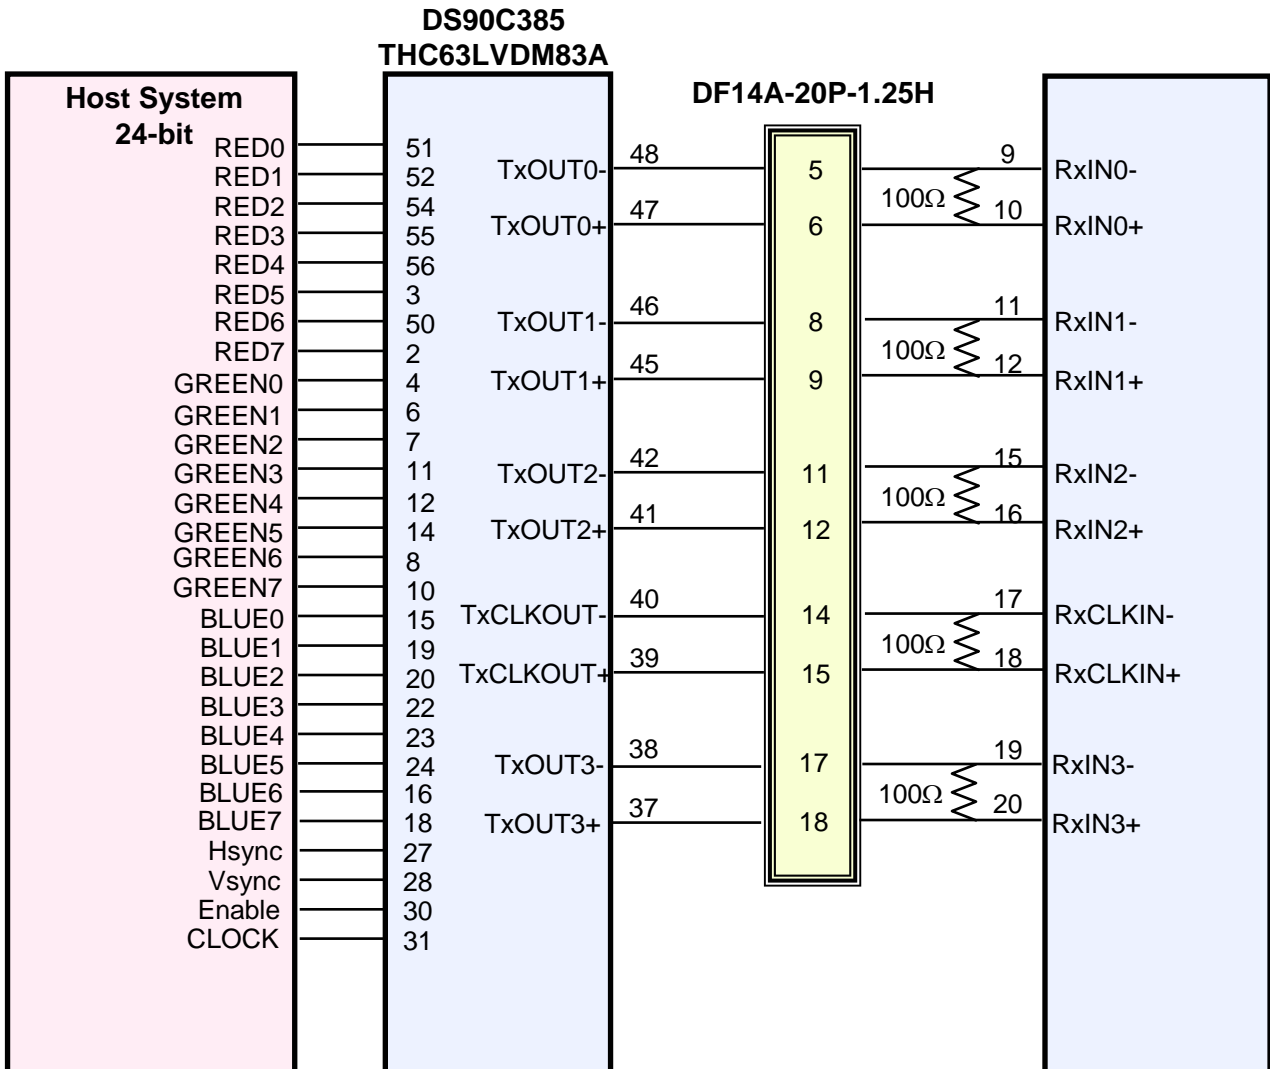 DS90C385
THC63LVDM83A
Host System
24-bit
DF14A-20P-1.25H
RED0 51
RED1 52
RED2 54
RED3 55
RED4 56
RED5 3
RED6 50
RED7 2
GREEN0 4
GREEN1 6
GREEN2 7
GREEN3 11
GREEN4 12
GREEN5 14
GREEN6 8
GREEN7 10
BLUE0 15
BLUE1 19
BLUE2 20
BLUE3 22
BLUE4 23
BLUE5 24
BLUE6 16
BLUE7 18
Hsync 27
Vsync 28
Enable 30
CLOCK 31
TxOUT0- 48 5 9 RxIN0-
100Ω
TxOUT0+ 47 6 10 RxIN0+
TxOUT1- 46 8 11 RxIN1-
100Ω
TxOUT1+ 45 9 12 RxIN1+
TxOUT2- 42 11 15 RxIN2-
100Ω
TxOUT2+ 41 12 16 RxIN2+
TxCLKOUT- 40 14 17 RxCLKIN-
100Ω
TxCLKOUT+ 39 15 18 RxCLKIN+
TxOUT3- 38 17 19 RxIN3-
100Ω
TxOUT3+ 37 18 20 RxIN3+